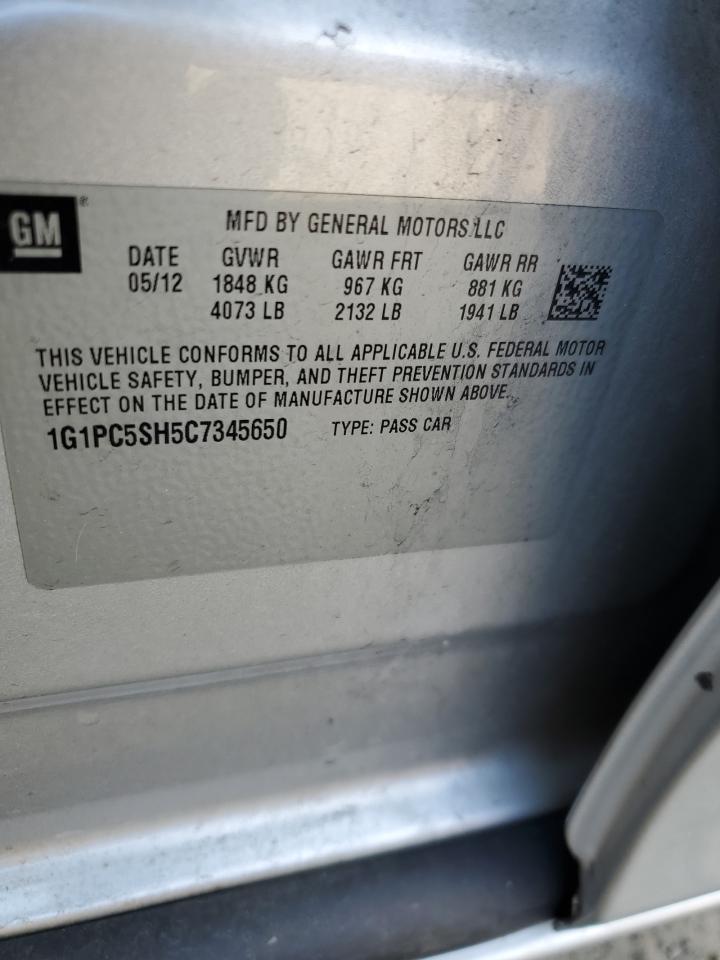 GM®
MFD BY GENERAL MOTORS LLC
DATE GVWR GAWR FRT GAWR RR
05/12 1848 KG 967 KG 881 KG
4073 LB 2132 LB 1941 LB
THIS VEHICLE CONFORMS TO ALL APPLICABLE U.S. FEDERAL MOTOR
VEHICLE SAFETY, BUMPER, AND THEFT PREVENTION STANDARDS IN
EFFECT ON THE DATE OF MANUFACTURE SHOWN ABOVE.
1G1PC5SH5C7345650 TYPE: PASS CAR